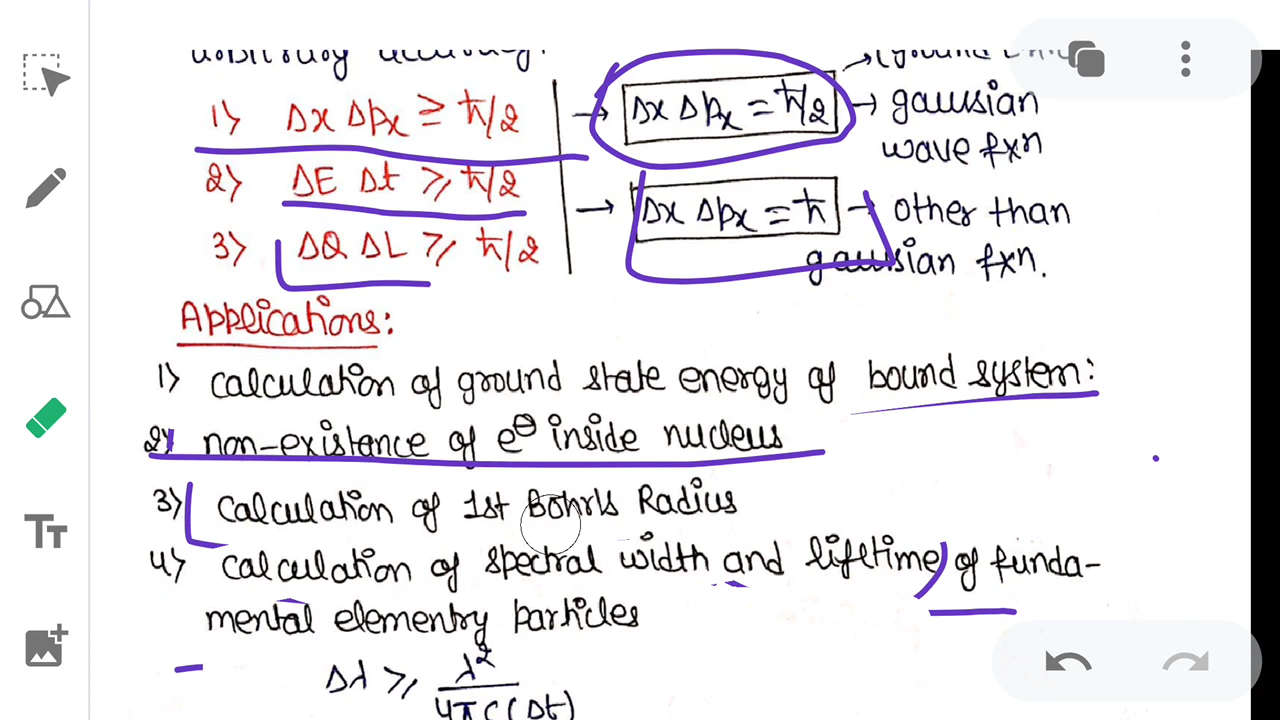 1) Δx Δpx ≥ ħ/2 → Δx Δpx = ħ/2 → gaussian
wave fxn
2) ΔE Δt ≥ ħ/2
→ Δx Δpx = ħ → other than
gaussian fxn.
3) ΔQ ΔL ≥ ħ/2
Applications:
1) calculation of ground state energy of bound system:
2) non-existence of e⊖ inside nucleus
3) calculation of 1st Bohr's Radius
4) calculation of spectral width and lifetime of funda-
mental elementry particles
Δλ ≥ λ²/4πc(Δt)
Tт